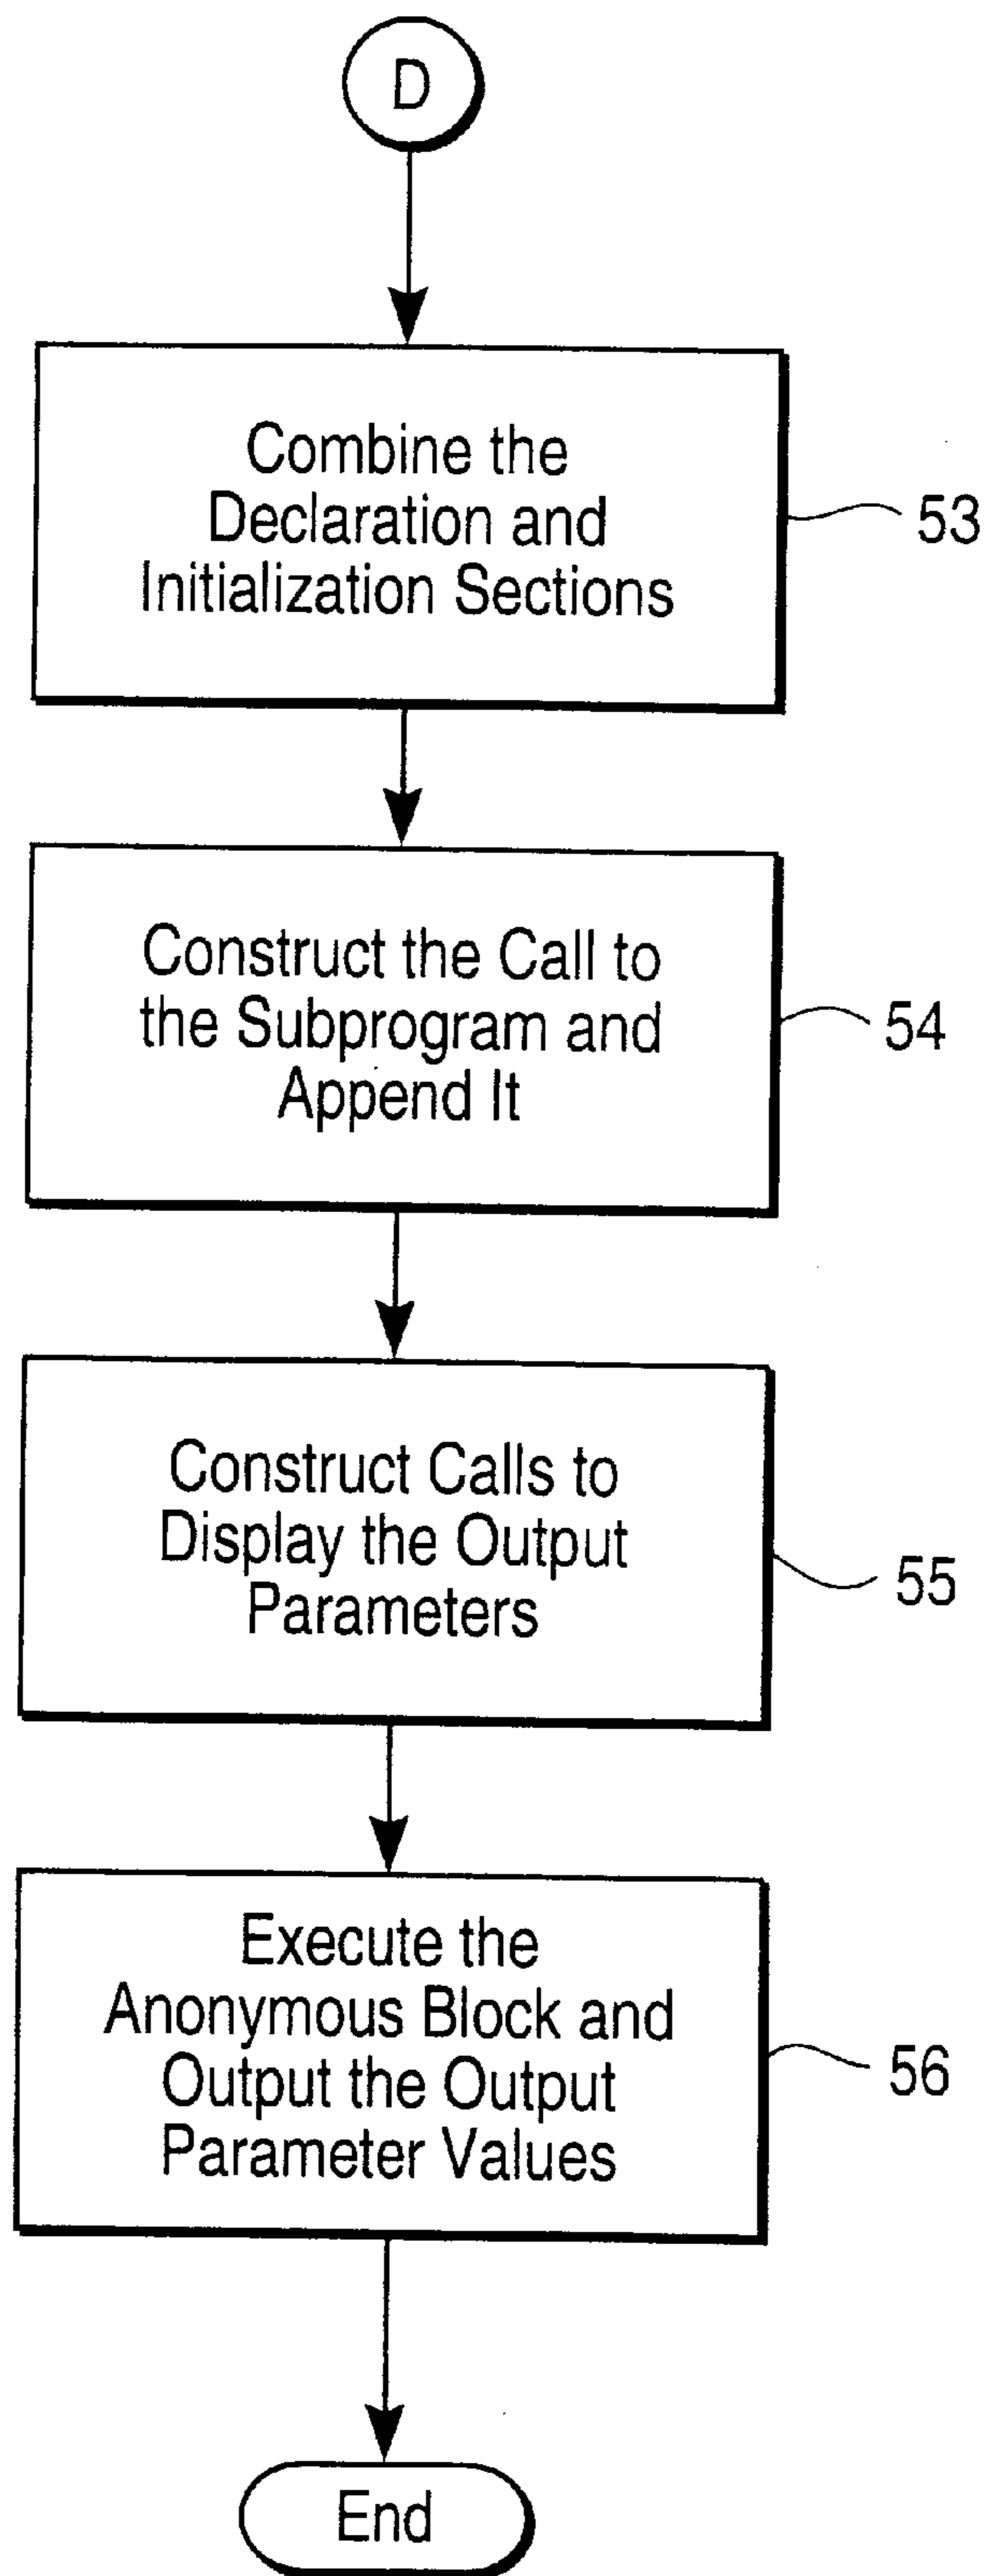 D
Combine the
Declaration and
Initialization Sections
53
Construct the Call to
the Subprogram and
Append It
54
Construct Calls to
Display the Output
Parameters
55
Execute the
Anonymous Block and
Output the Output
Parameter Values
56
End